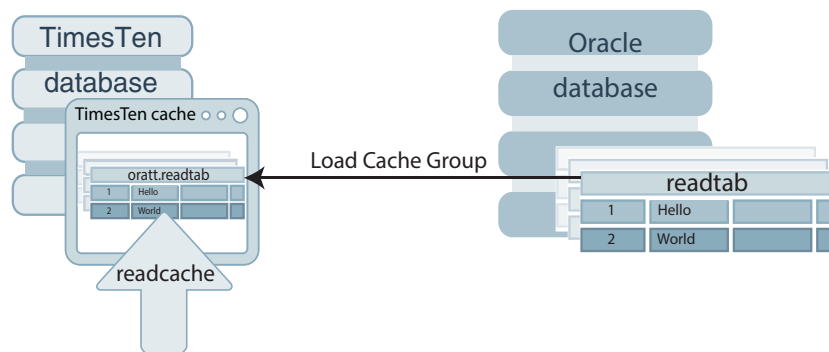 TimesTen
database
TimesTen cache
oratt.readtab
1 Hello
2 World
readcache
Load Cache Group
Oracle
database
readtab
1 Hello
2 World